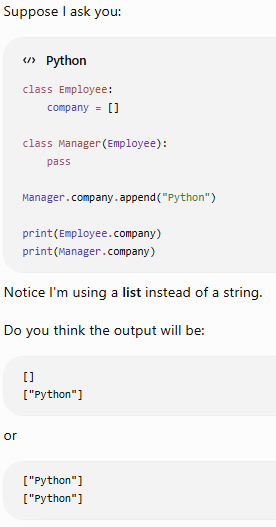 Suppose I ask you:
</> Python
class Employee:
    company = []
class Manager(Employee):
    pass
Manager.company.append("Python")
print(Employee.company)
print(Manager.company)
Notice I'm using a list instead of a string.
Do you think the output will be:
[]
["Python"]
or
["Python"]
["Python"]